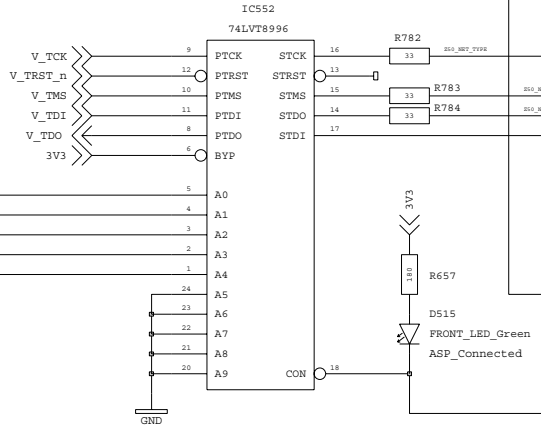 IC552
74LVT8996
V_TCK 9 PTCK STCK 16 R782 33 Z50_NET_TYPE
V_TRST_n 12 PTRST STRST 13
V_TMS 10 PTMS STMS 15 33 R783
V_TDI 11 PTDI STDO 14 33 R784
V_TDO 8 PTDO STDI 17
3V3 6 BYP
5 A0
4 A1
3 A2
2 A3
1 A4
24 A5
23 A6
22 A7
21 A8
20 A9 CON 18
GND
3V3
180 R657
D515
FRONT_LED_Green
ASP_Connected